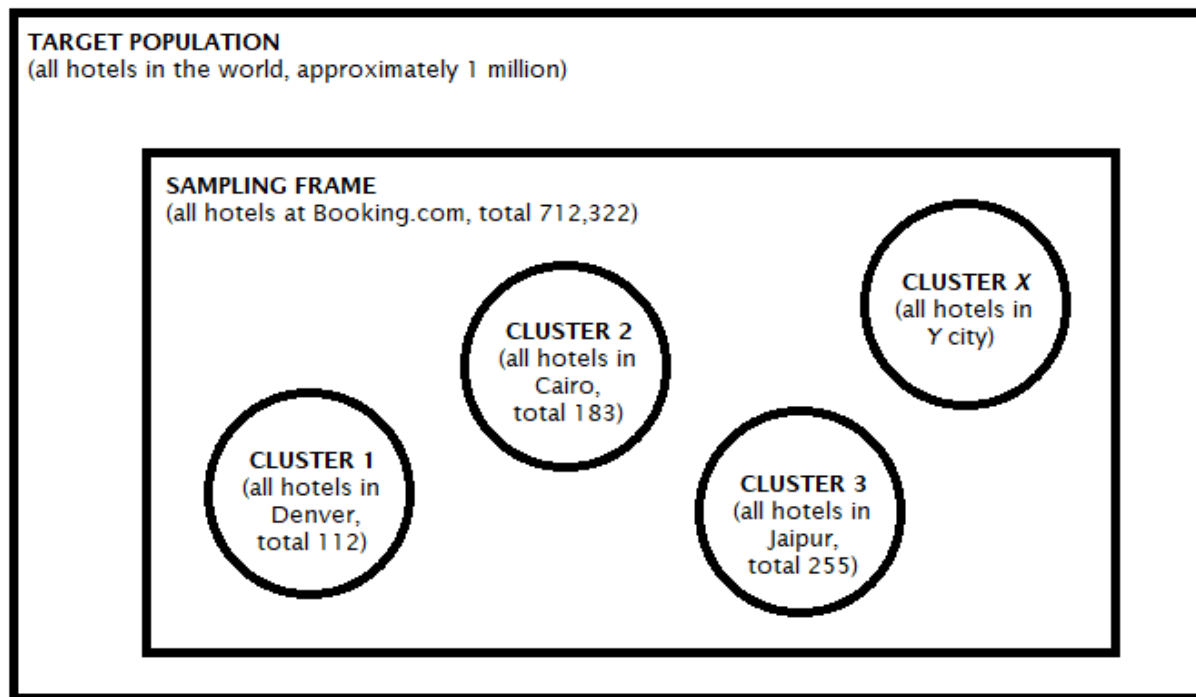 TARGET POPULATION
(all hotels in the world, approximately 1 million)
SAMPLING FRAME
(all hotels at Booking.com, total 712,322)
CLUSTER 1
(all hotels in
Denver,
total 112)
CLUSTER 2
(all hotels in
Cairo,
total 183)
CLUSTER 3
(all hotels in
Jaipur,
total 255)
CLUSTER X
(all hotels in
Y city)